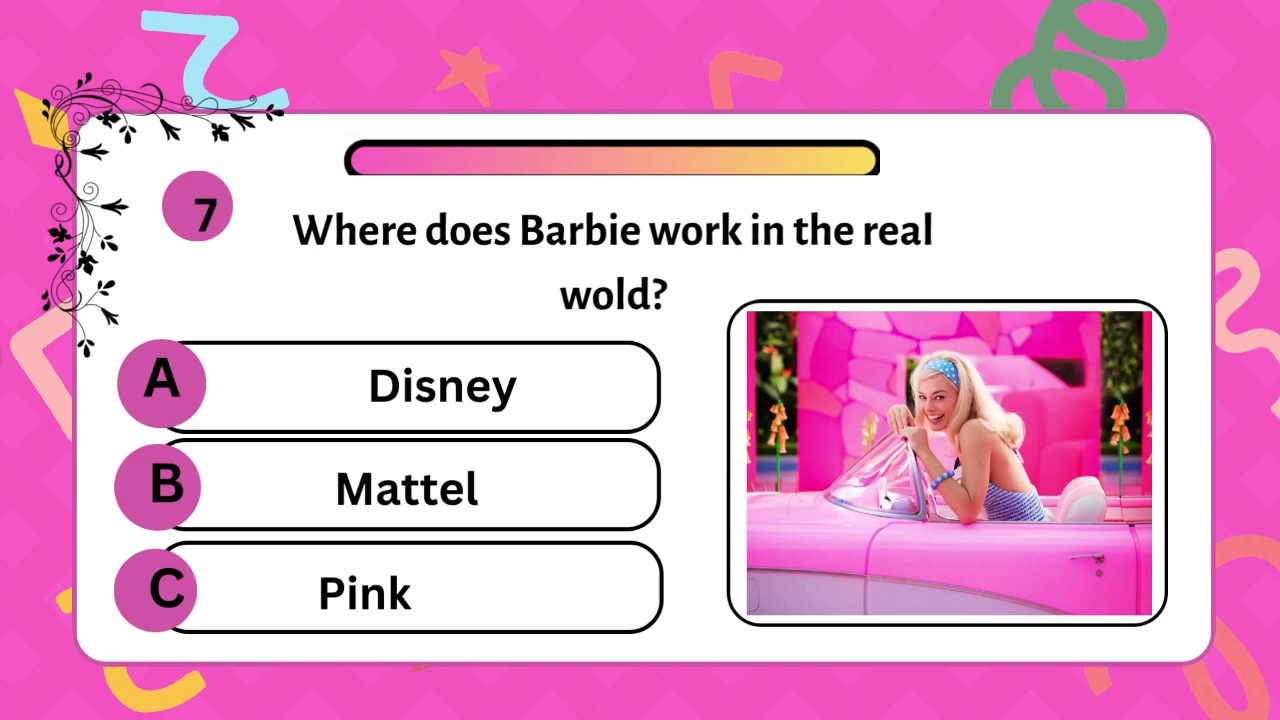 7
Where does Barbie work in the real
wold?
A
Disney
B
Mattel
C
Pink